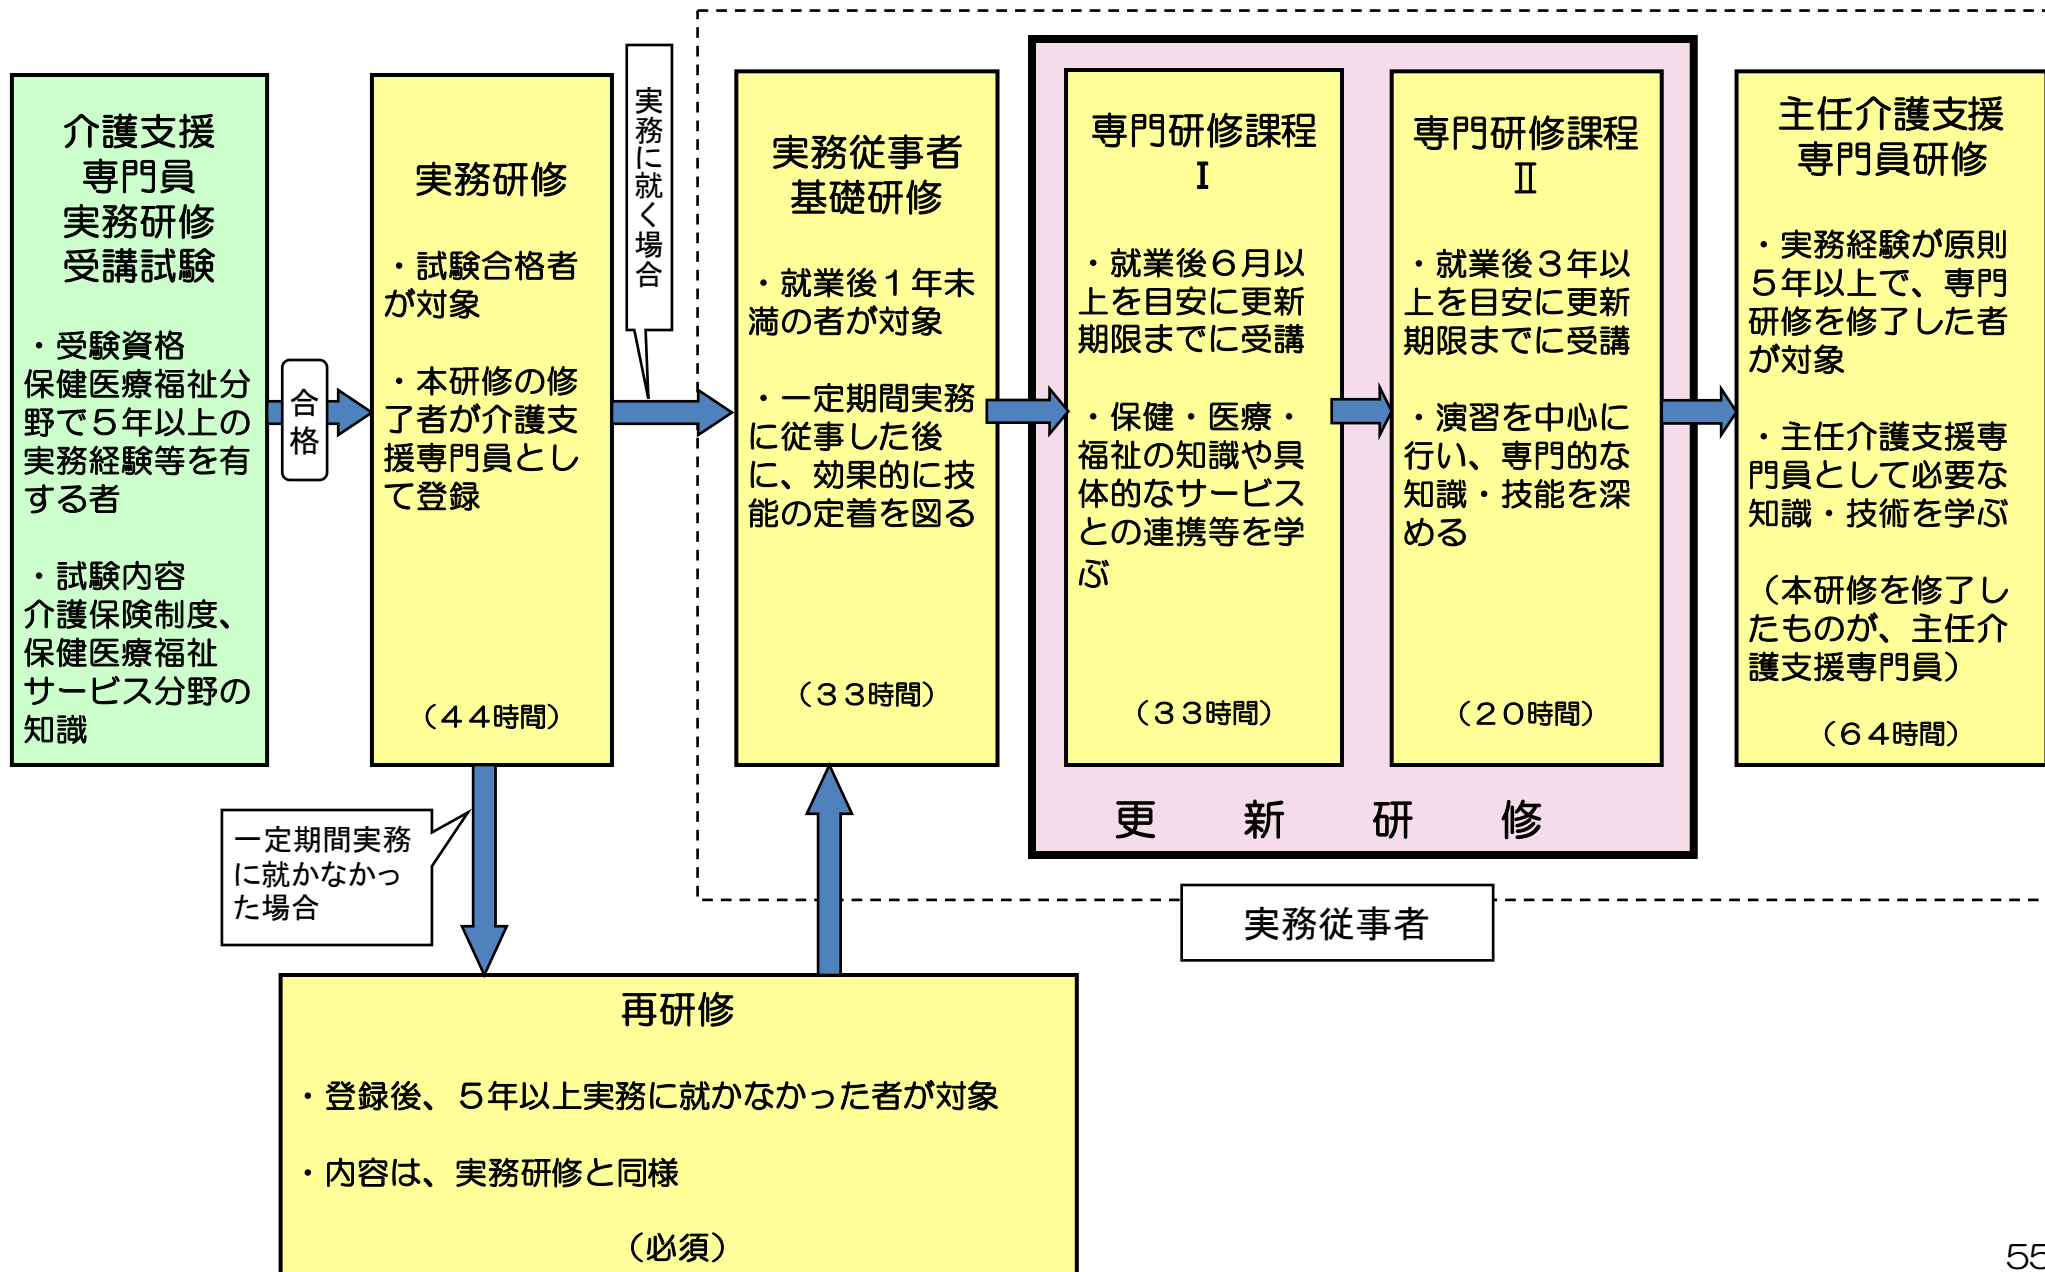 介護支援
専門員
実務研修
受講試験
・受験資格
保健医療福祉分
野で５年以上の
実務経験等を有
する者
・試験内容
介護保険制度、
保健医療福祉
サービス分野の
知識
合
格
実務研修
・試験合格者
が対象
・本研修の修
了者が介護支
援専門員とし
て登録
（４４時間）
実務に就く場合
実務従事者
基礎研修
・就業後１年未
満の者が対象
・一定期間実務
に従事した後
に、効果的に技
能の定着を図る
（３３時間）
専門研修課程
Ⅰ
・就業後６月以
上を目安に更新
期限までに受講
・保健・医療・
福祉の知識や具
体的なサービス
との連携等を学
ぶ
（３３時間）
専門研修課程
Ⅱ
・就業後３年以
上を目安に更新
期限までに受講
・演習を中心に
行い、専門的な
知識・技能を深
める
（２０時間）
更　新　研　修
主任介護支援
専門員研修
・実務経験が原則
５年以上で、専門
研修を修了した者
が対象
・主任介護支援専
門員として必要な
知識・技術を学ぶ
（本研修を修了し
たものが、主任介
護支援専門員）
（６４時間）
一定期間実務
に就かなかっ
た場合
実務従事者
再研修
・登録後、５年以上実務に就かなかった者が対象
・内容は、実務研修と同様
（必須）
55